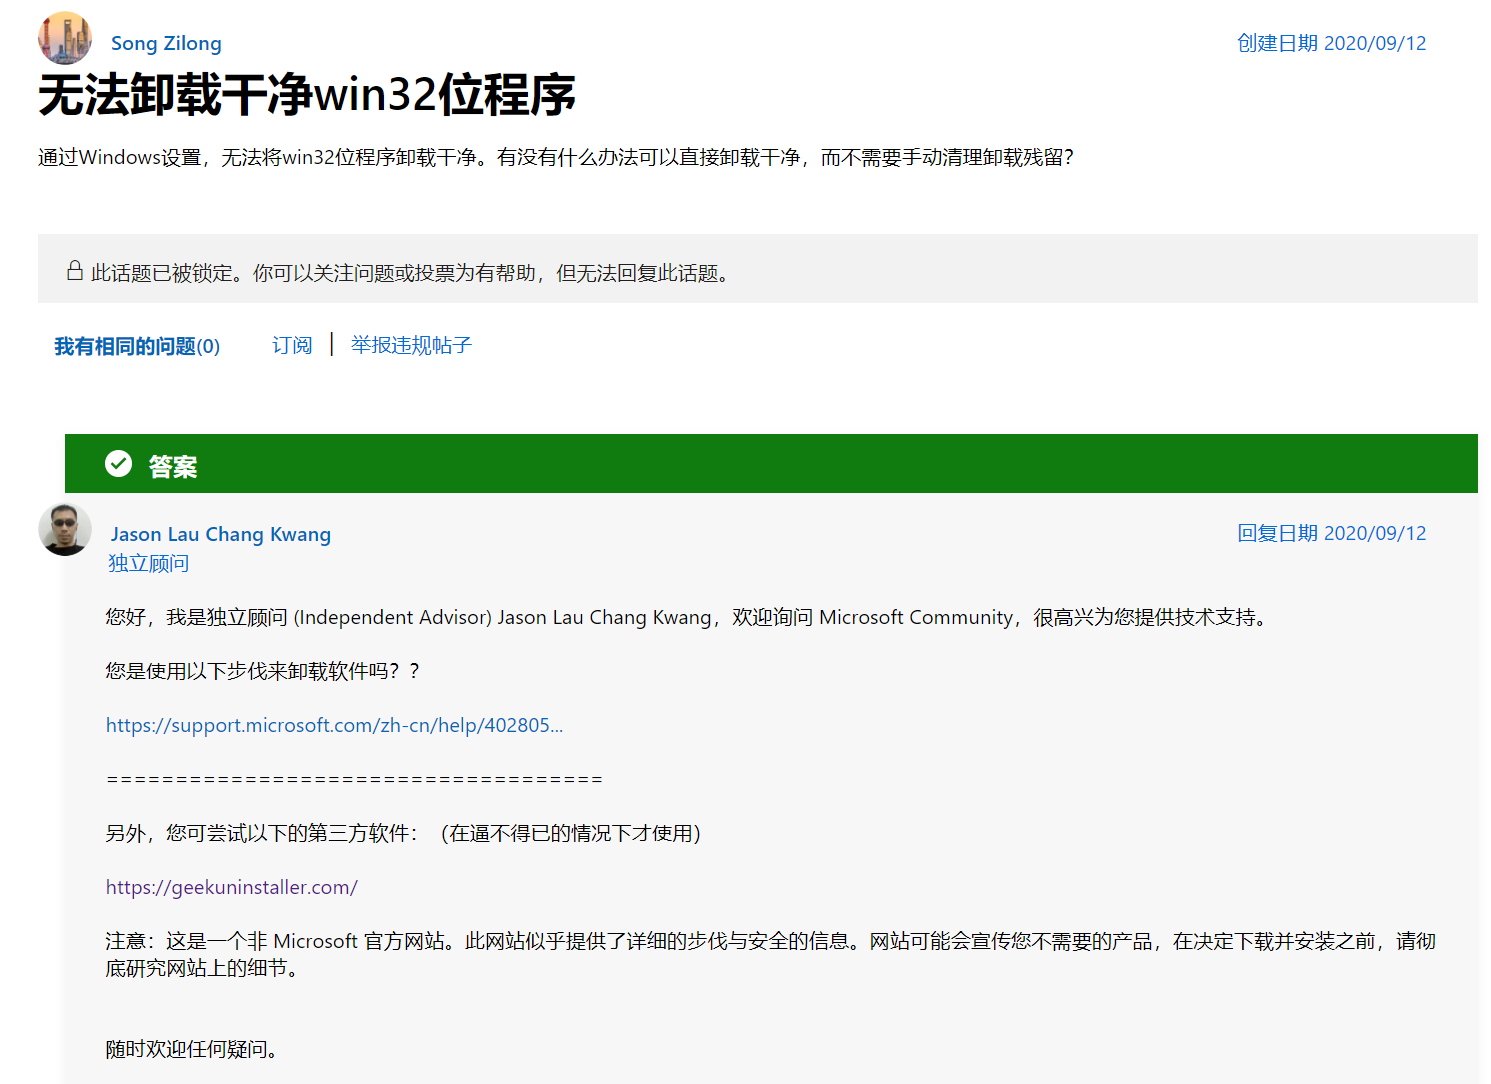 Song Zilong
创建日期 2020/09/12
无法卸载干净win32位程序
通过Windows设置，无法将win32位程序卸载干净。有没有什么办法可以直接卸载干净，而不需要手动清理卸载残留？
此话题已被锁定。你可以关注问题或投票为有帮助，但无法回复此话题。
我有相同的问题(0) 订阅 | 举报违规帖子
答案
Jason Lau Chang Kwang
回复日期 2020/09/12
独立顾问
您好，我是独立顾问 (Independent Advisor) Jason Lau Chang Kwang，欢迎询问 Microsoft Community，很高兴为您提供技术支持。
您是使用以下步伐来卸载软件吗？？
https://support.microsoft.com/zh-cn/help/402805...
====================================
另外，您可尝试以下的第三方软件：（在逼不得已的情况下才使用）
https://geekuninstaller.com/
注意：这是一个非 Microsoft 官方网站。此网站似乎提供了详细的步伐与安全的信息。网站可能会宣传您不需要的产品，在决定下载并安装之前，请彻
底研究网站上的细节。
随时欢迎任何疑问。